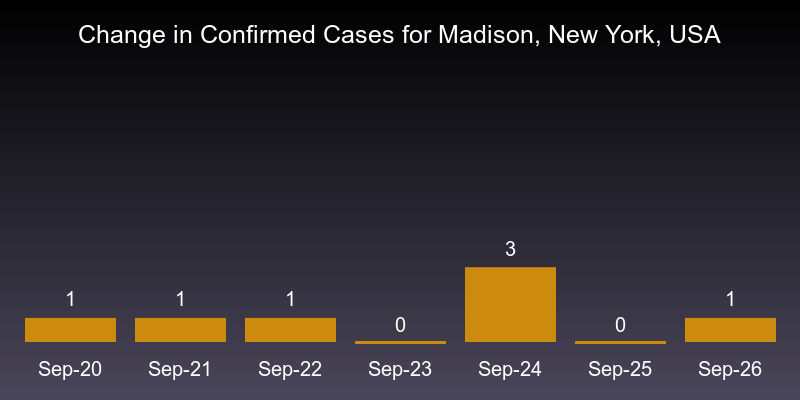 Change in Confirmed Cases for Madison, New York, USA
3
1 1 1 0 0 1
Sep-20 Sep-21 Sep-22 Sep-23 Sep-24 Sep-25 Sep-26